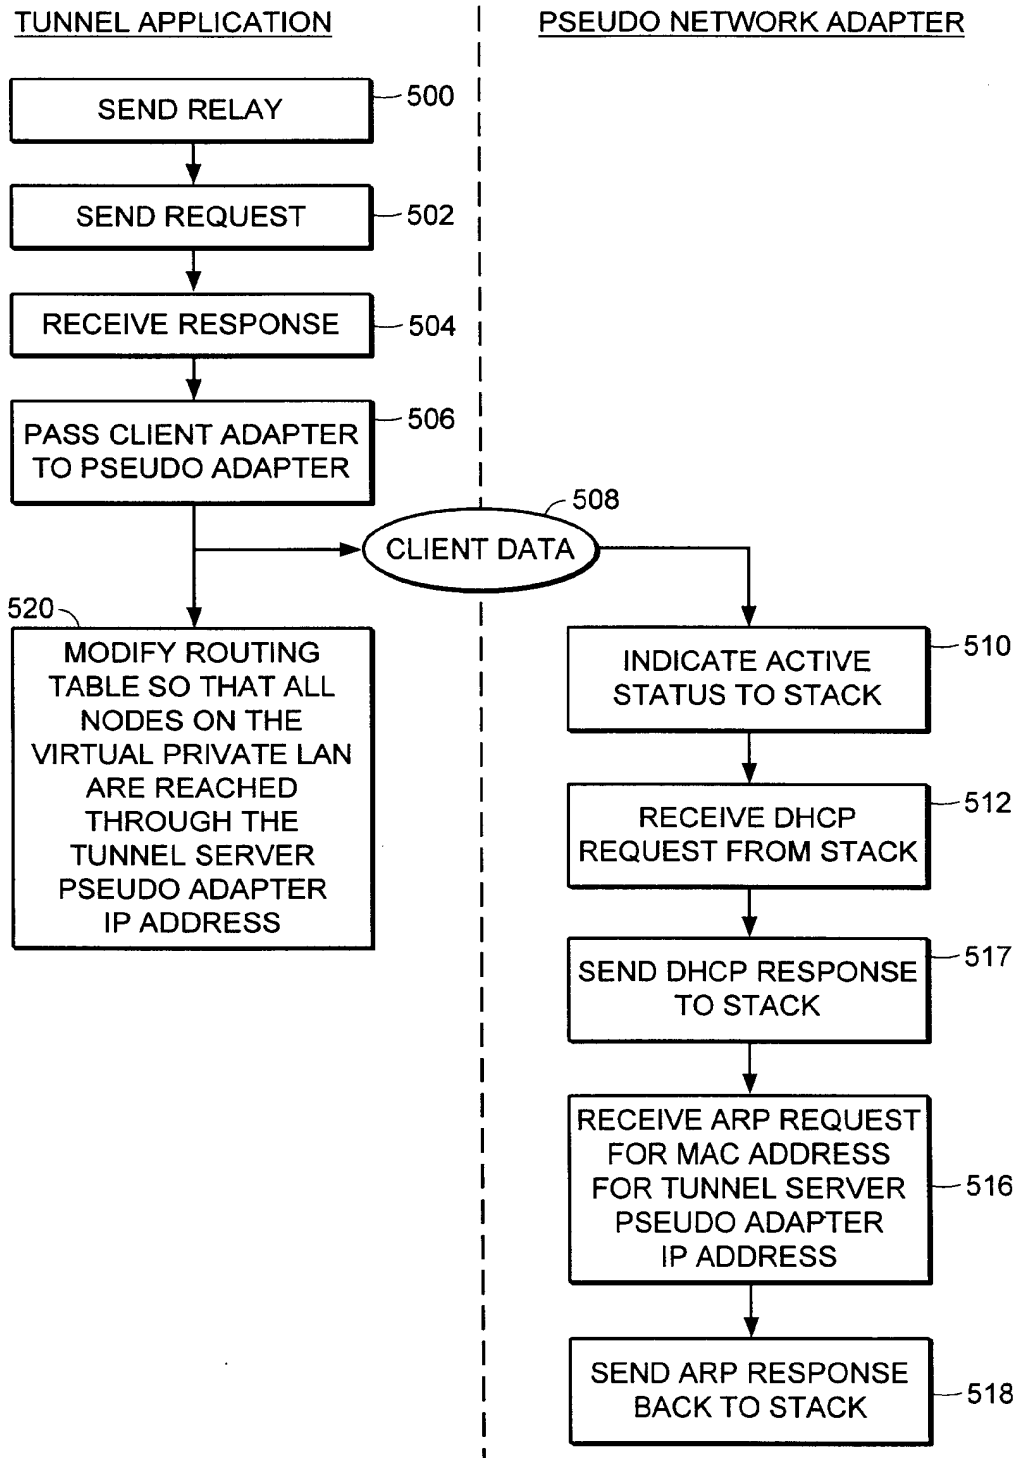 TUNNEL APPLICATION
PSEUDO NETWORK ADAPTER
SEND RELAY
500
SEND REQUEST
502
RECEIVE RESPONSE
504
PASS CLIENT ADAPTER
TO PSEUDO ADAPTER
506
CLIENT DATA
508
520
MODIFY ROUTING
TABLE SO THAT ALL
NODES ON THE
VIRTUAL PRIVATE LAN
ARE REACHED
THROUGH THE
TUNNEL SERVER
PSEUDO ADAPTER
IP ADDRESS
INDICATE ACTIVE
STATUS TO STACK
510
RECEIVE DHCP
REQUEST FROM STACK
512
SEND DHCP RESPONSE
TO STACK
517
RECEIVE ARP REQUEST
FOR MAC ADDRESS
FOR TUNNEL SERVER
PSEUDO ADAPTER
IP ADDRESS
516
SEND ARP RESPONSE
BACK TO STACK
518